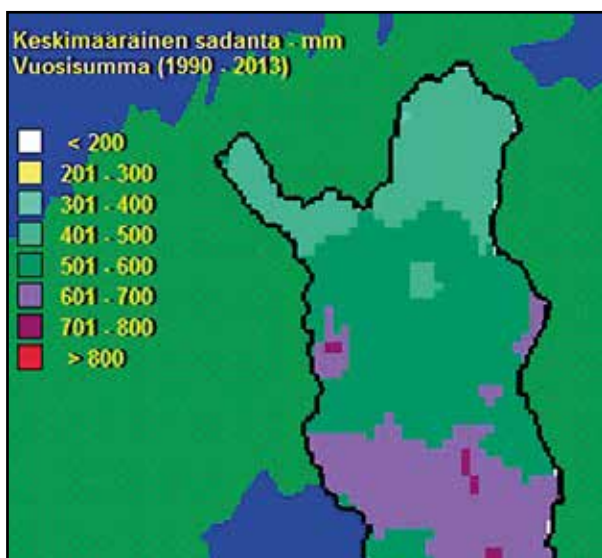 Keskimääräinen sadanta - mm
Vuosisumma (1990 - 2013)
< 200
201 - 300
301 - 400
401 - 500
501 - 600
601 - 700
701 - 800
> 800